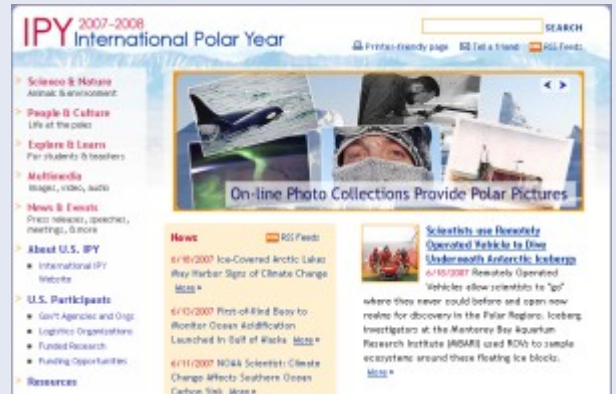 IPY 2007-2008
International Polar Year
SEARCH
Printer-friendly page Tell a friend RSS Feeds
Science & Nature
Animals & environment
People & Culture
Life at the poles
Explore & Learn
For students & teachers
Multimedia
Images, video, audio
News & Events
Press releases, speeches,
meetings, & more
About U.S. IPY
International IPY
Website
U.S. Participants
Gov't Agencies and Orgs
Logistics Organizations
Funded Research
Funding Opportunities
Resources
On-line Photo Collections Provide Polar Pictures
News RSS Feeds
6/18/2007 Ice-Covered Arctic Lakes
May Harbor Signs of Climate Change
More »
6/13/2007 First-of-Kind Buoy to
Monitor Ocean Acidification
Launched in Gulf of Alaska More »
6/11/2007 NOAA Scientist: Climate
Change Affects Southern Ocean
Carbon Sink More »
Scientists use Remotely
Operated Vehicle to Dive
Underneath Antarctic Icebergs
6/18/2007 Remotely Operated
Vehicles allow scientists to "go"
where they never could before and open new
realms for discovery in the Polar Regions. Iceberg
investigators at the Monterey Bay Aquarium
Research Institute (MBARI) used ROVs to sample
ecosystems around these floating ice blocks.
More »